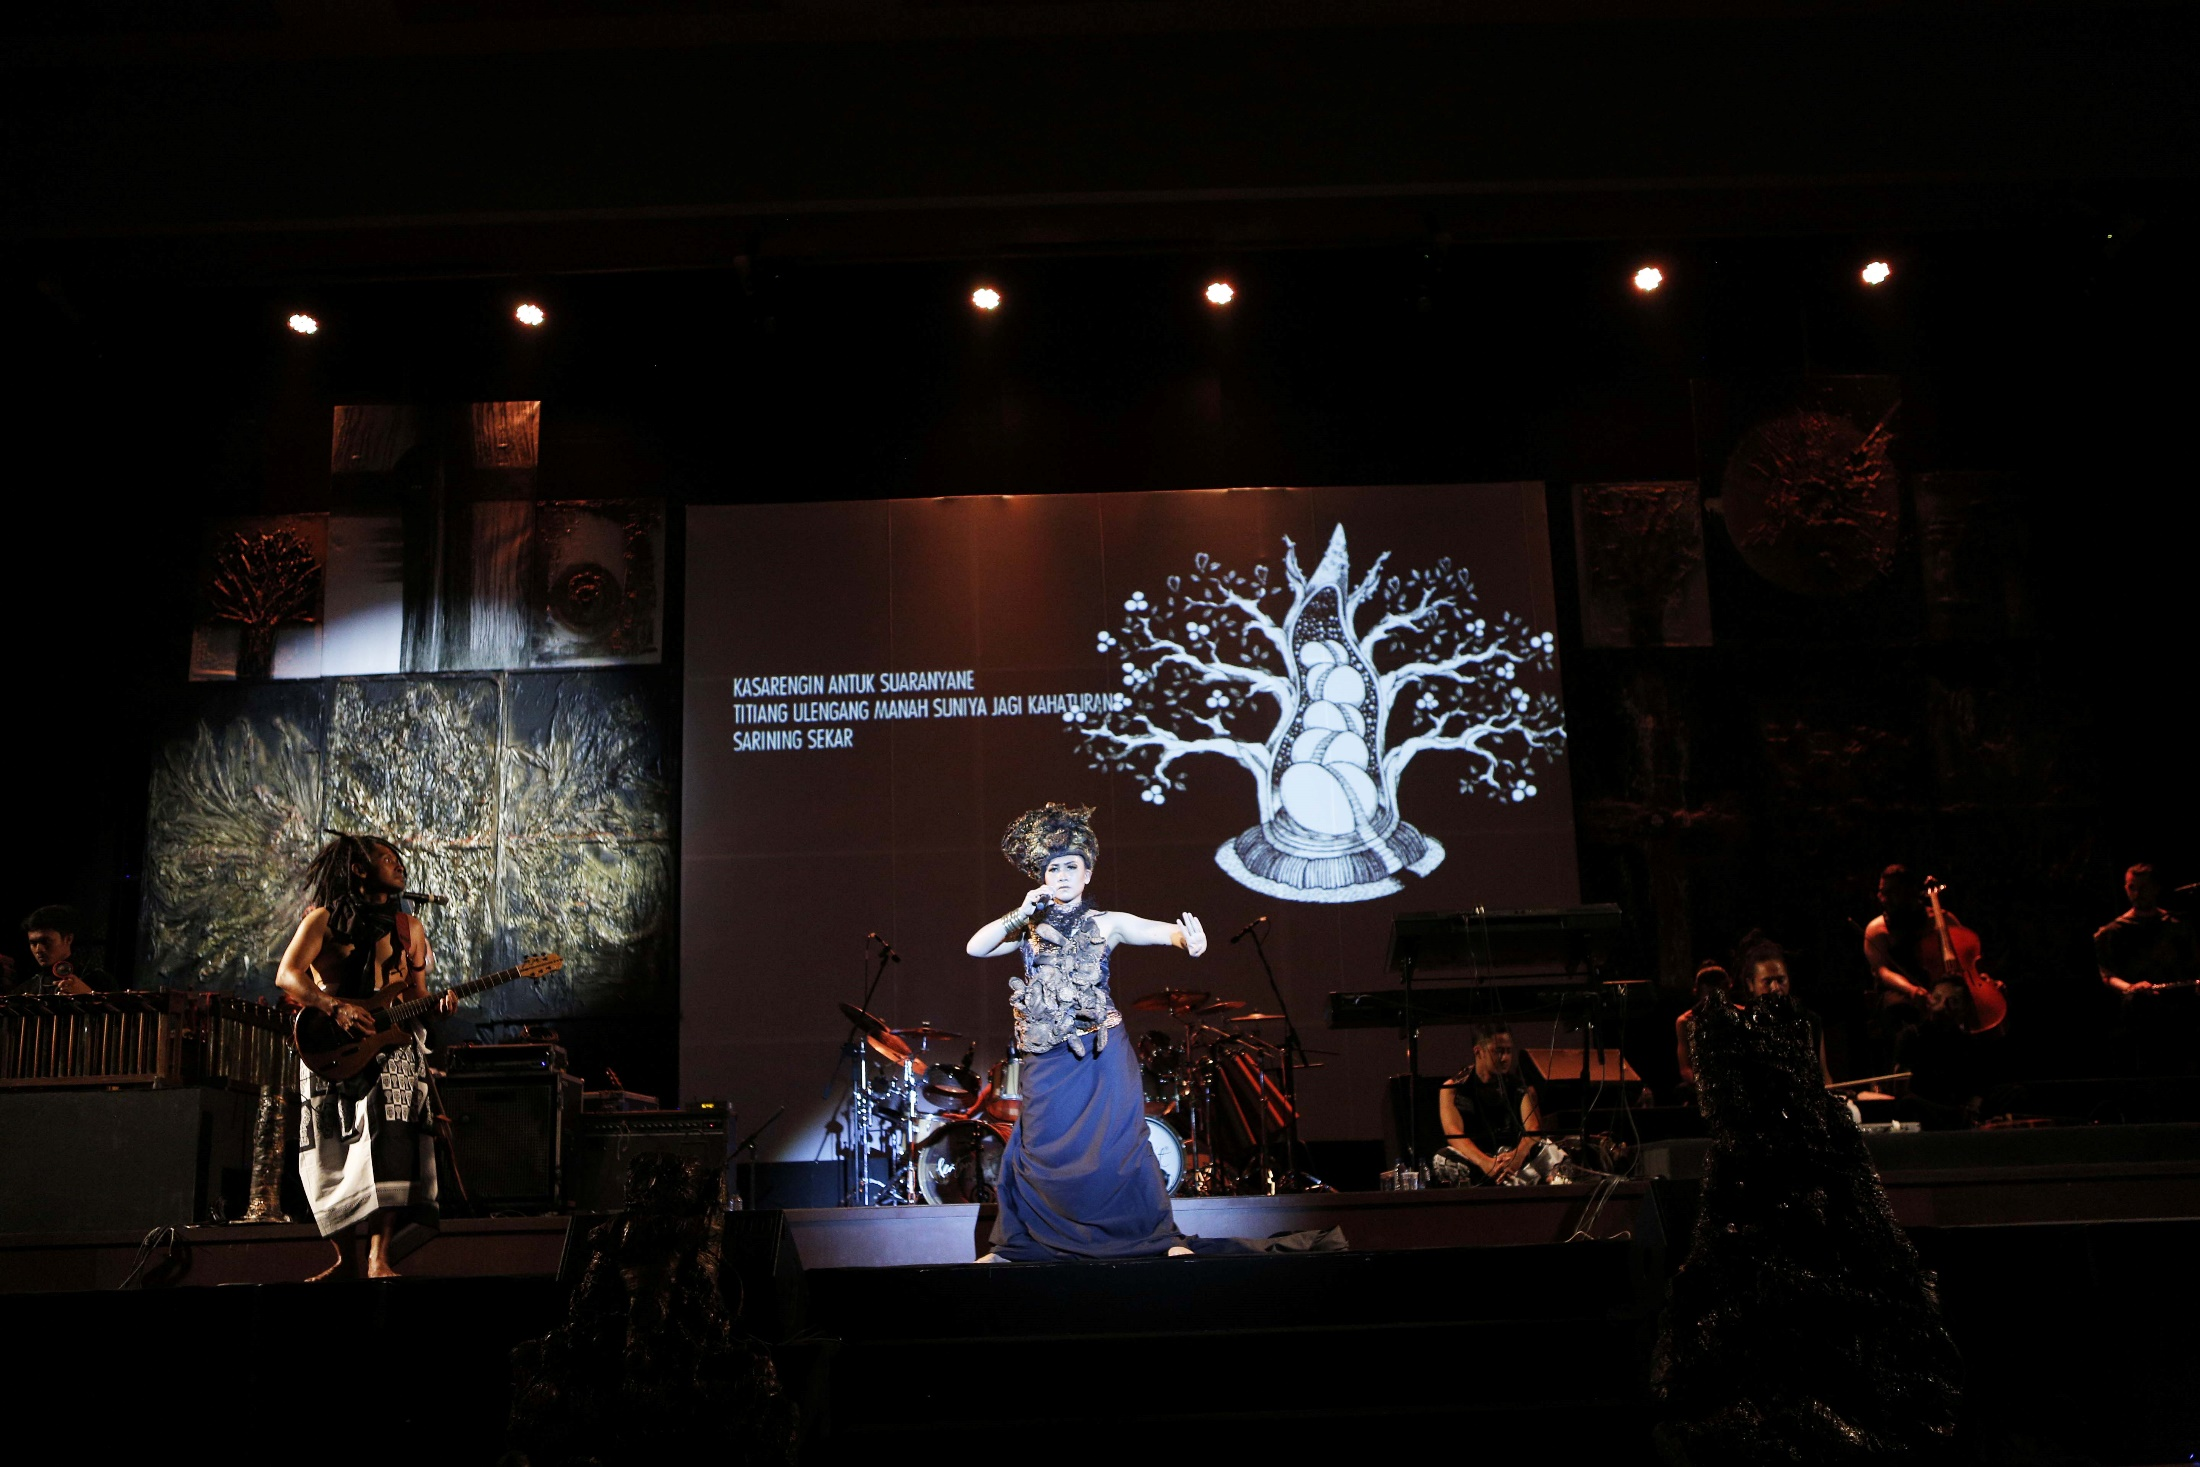 KASARENGIN ANTUK SUARANYANE
TITIANG ULENGANG MANAH SUNIYA JAGI KAHATURANG
SARINING SEKAR